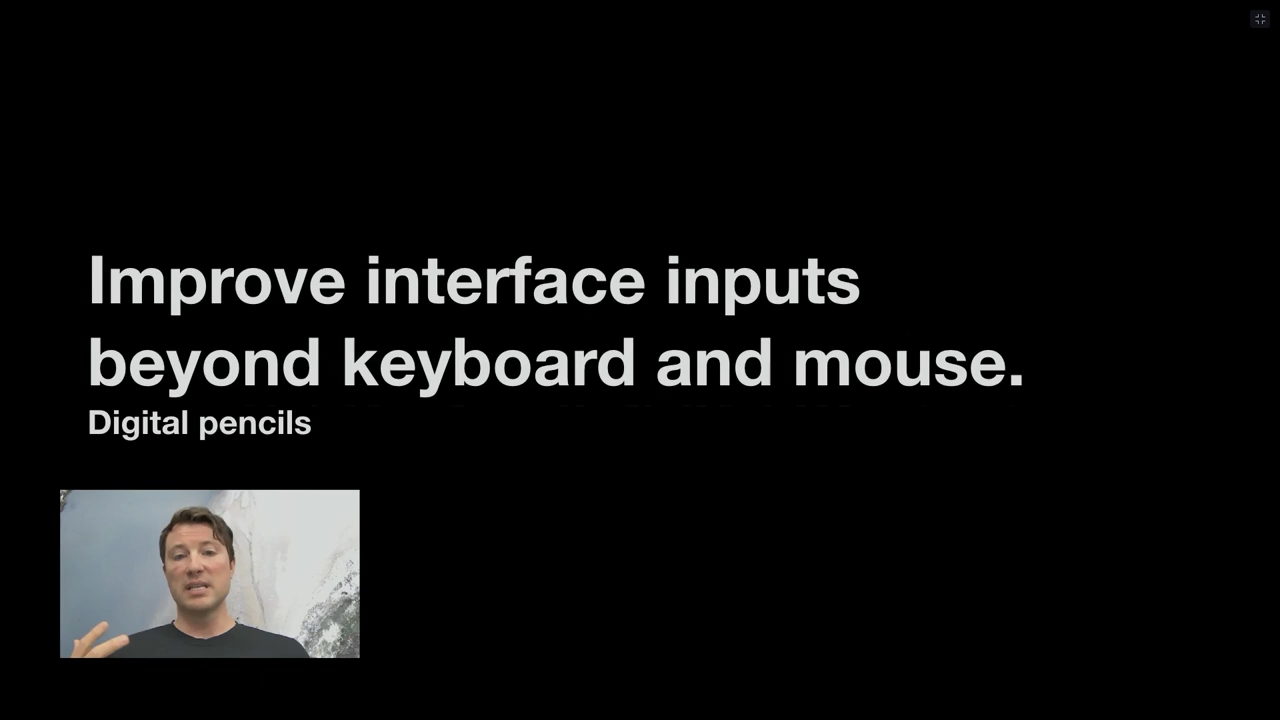 Improve interface inputs
beyond keyboard and mouse.
Digital pencils